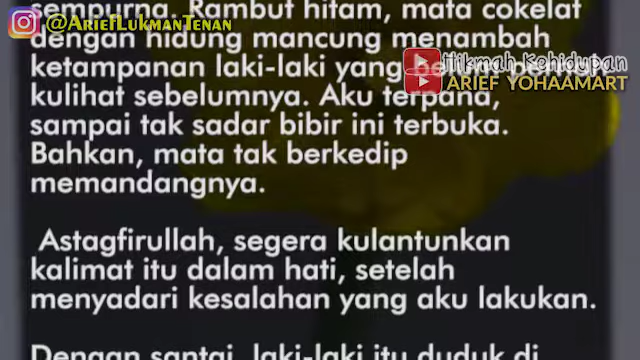 @AriefLukmanTenan
sempurna. Rambut hitam, mata cokelat
dengan hidung mancung menambah
ketampanan laki-laki yang belum pernah
Hikmah Kehidupan
kulihat sebelumnya. Aku terpana,
ARIEF YOHAAMART
sampai tak sadar bibir ini terbuka.
Bahkan, mata tak berkedip
memandangnya.
Astagfirullah, segera kulantunkan
kalimat itu dalam hati, setelah
menyadari kesalahan yang aku lakukan.
Dengan santai, laki-laki itu duduk di